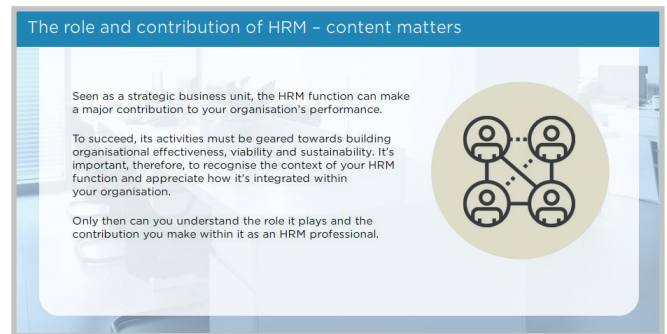 The role and contribution of HRM – content matters
Seen as a strategic business unit, the HRM function can make
a major contribution to your organisation's performance.
To succeed, its activities must be geared towards building
organisational effectiveness, viability and sustainability. It's
important, therefore, to recognise the context of your HRM
function and appreciate how it's integrated within
your organisation.
Only then can you understand the role it plays and the
contribution you make within it as an HRM professional.